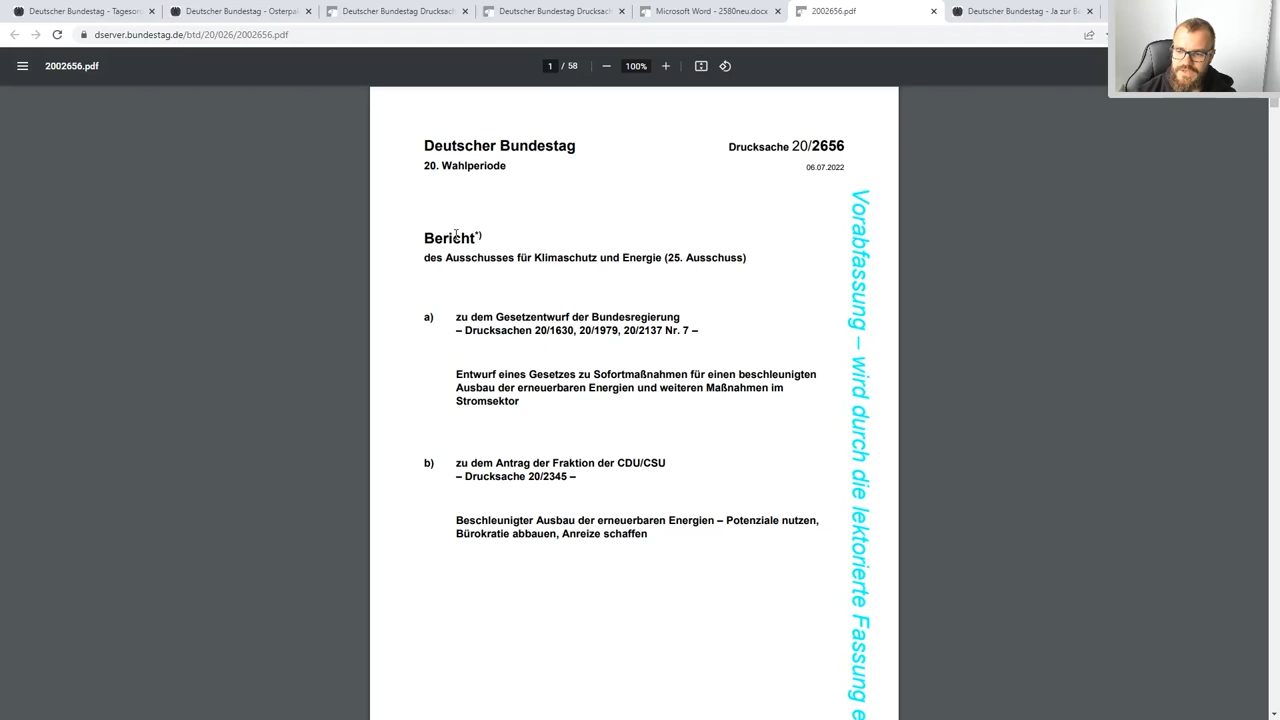 Deutscher Bundestag - Tagesor
Deutscher Bundestag - Osterpal
Deutscher Bundestag Drucksac
Deutscher Bundestag Drucksac
Microsoft Word - 2580neu.docx
2002656.pdf
Deutscher Bundestag - Ja zur B
dserver.bundestag.de/btd/20/026/2002656.pdf
2002656.pdf
1 / 58
100%
Deutscher Bundestag
Drucksache 20/2656
20. Wahlperiode
06.07.2022
Bericht*)
des Ausschusses für Klimaschutz und Energie (25. Ausschuss)
a) zu dem Gesetzentwurf der Bundesregierung
– Drucksachen 20/1630, 20/1979, 20/2137 Nr. 7 –
Entwurf eines Gesetzes zu Sofortmaßnahmen für einen beschleunigten
Ausbau der erneuerbaren Energien und weiteren Maßnahmen im
Stromsektor
b) zu dem Antrag der Fraktion der CDU/CSU
– Drucksache 20/2345 –
Beschleunigter Ausbau der erneuerbaren Energien – Potenziale nutzen,
Bürokratie abbauen, Anreize schaffen
Vorabfassung – wird durch die lektorierte Fassung e